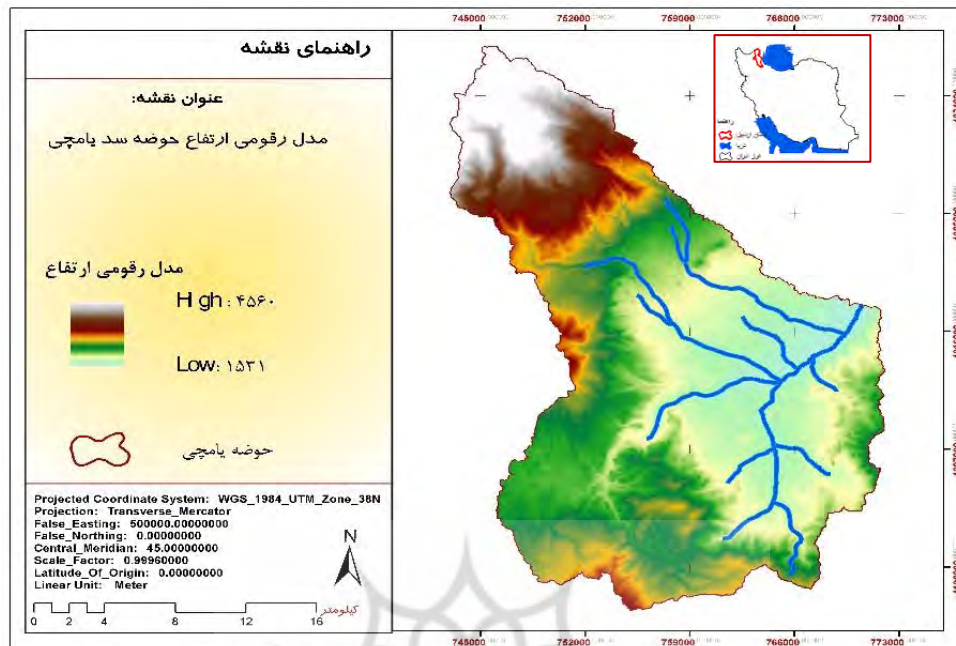 745000 752000 759000 766000 773000
راهنمای نقشه
عنوان نقشه:
مدل رقومی ارتفاع حوضه سد یامچی
مدل رقومی ارتفاع
High : ۴۵۶۰
Low: ۱۵۳۱
حوضه یامچی
Projected Coordinate System: WGS_1984_UTM_Zone_38N
Projection: Transverse_Mercator
False_Easting: 500000.00000000
False_Northing: 0.00000000
Central_Meridian: 45.00000000
Scale_Factor: 0.99960000
Latitude_Of_Origin: 0.00000000
Linear Unit: Meter
N
کیلومتر
0 2 4 8 12 16
راهنما
745000 752000 759000 766000 773000